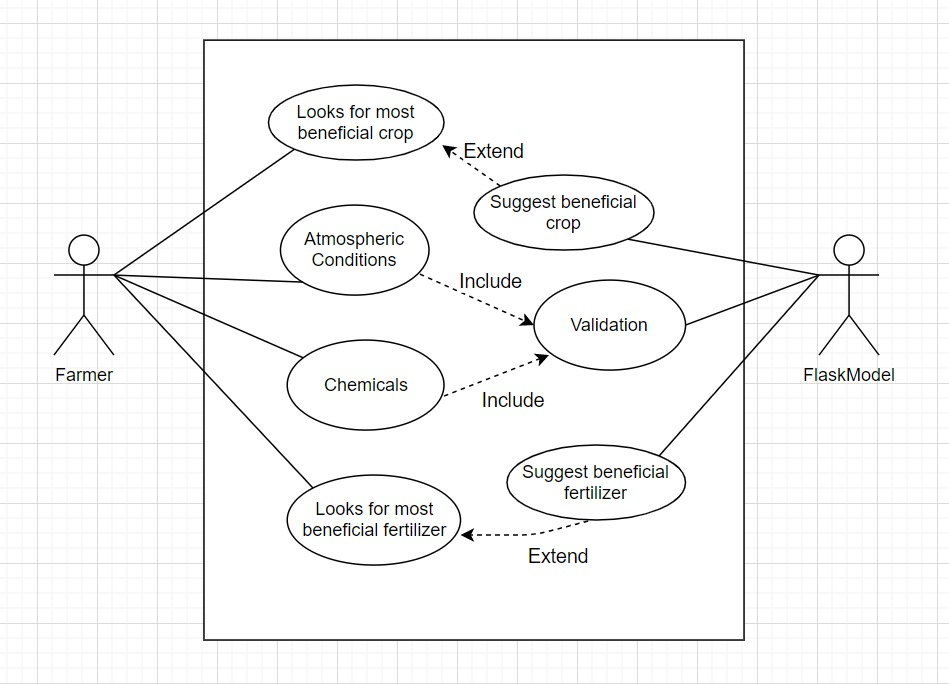 Looks for most
beneficial crop
Extend
Suggest beneficial
crop
Atmospheric
Conditions
Include
Validation
Farmer
FlaskModel
Chemicals
Include
Suggest beneficial
fertilizer
Looks for most
beneficial fertilizer
Extend